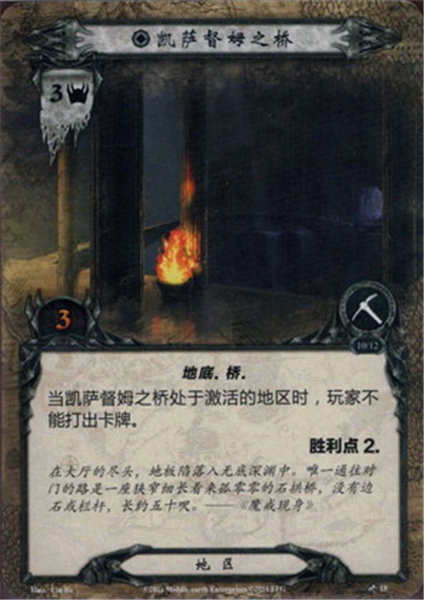 凯萨督姆之桥
3
3
10/12
地底. 桥.
当凯萨督姆之桥处于激活的地区时，玩家不
能打出卡牌。
胜利点 2.
在大厅的尽头，地板陷落入无底深渊中。唯一通往对
门的路是一座狭窄细长看来孤零零的石拱桥，没有边
石或栏杆，长约五十呎。——《魔戒现身》
地 区
Middle-earth Enterprises